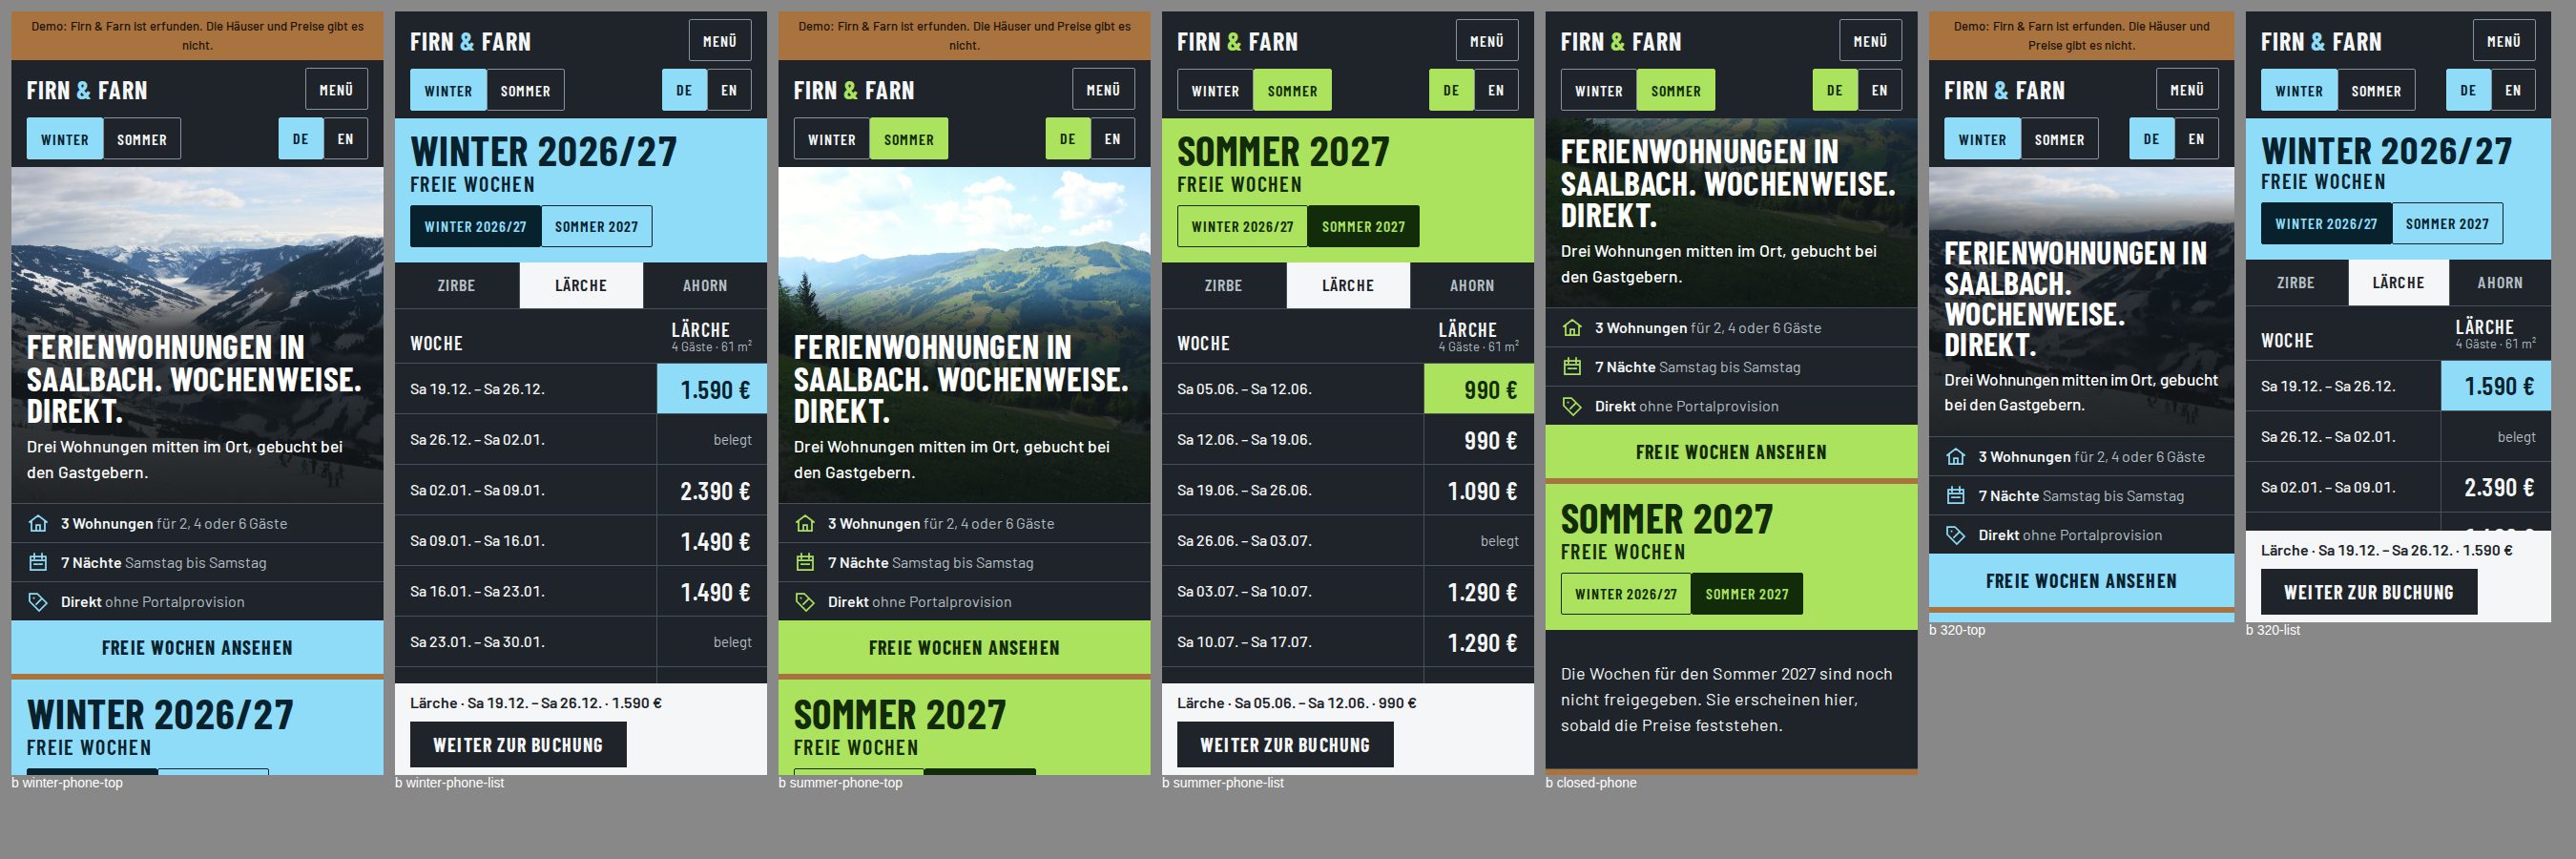 Demo: Firn & Farn ist erfunden. Die Häuser und Preise gibt es
nicht.
FIRN & FARN
MENÜ
WINTER SOMMER DE EN
FERIENWOHNUNGEN IN
SAALBACH. WOCHENWEISE.
DIREKT.
Drei Wohnungen mitten im Ort, gebucht bei
den Gastgebern.
3 Wohnungen für 2, 4 oder 6 Gäste
7 Nächte Samstag bis Samstag
Direkt ohne Portalprovision
FREIE WOCHEN ANSEHEN
WINTER 2026/27
FREIE WOCHEN
b winter-phone-top
FIRN & FARN
MENÜ
WINTER SOMMER DE EN
WINTER 2026/27
FREIE WOCHEN
WINTER 2026/27 SOMMER 2027
ZIRBE LÄRCHE AHORN
WOCHE LÄRCHE
4 Gäste · 61 m²
Sa 19.12. – Sa 26.12. 1.590 €
Sa 26.12. – Sa 02.01. belegt
Sa 02.01. – Sa 09.01. 2.390 €
Sa 09.01. – Sa 16.01. 1.490 €
Sa 16.01. – Sa 23.01. 1.490 €
Sa 23.01. – Sa 30.01. belegt
Lärche · Sa 19.12. – Sa 26.12. · 1.590 €
WEITER ZUR BUCHUNG
b winter-phone-list
Demo: Firn & Farn ist erfunden. Die Häuser und Preise gibt es
nicht.
FIRN & FARN
MENÜ
WINTER SOMMER DE EN
FERIENWOHNUNGEN IN
SAALBACH. WOCHENWEISE.
DIREKT.
Drei Wohnungen mitten im Ort, gebucht bei
den Gastgebern.
3 Wohnungen für 2, 4 oder 6 Gäste
7 Nächte Samstag bis Samstag
Direkt ohne Portalprovision
FREIE WOCHEN ANSEHEN
SOMMER 2027
FREIE WOCHEN
b summer-phone-top
FIRN & FARN
MENÜ
WINTER SOMMER DE EN
SOMMER 2027
FREIE WOCHEN
WINTER 2026/27 SOMMER 2027
ZIRBE LÄRCHE AHORN
WOCHE LÄRCHE
4 Gäste · 61 m²
Sa 05.06. – Sa 12.06. 990 €
Sa 12.06. – Sa 19.06. 990 €
Sa 19.06. – Sa 26.06. 1.090 €
Sa 26.06. – Sa 03.07. belegt
Sa 03.07. – Sa 10.07. 1.290 €
Sa 10.07. – Sa 17.07. 1.290 €
Lärche · Sa 05.06. – Sa 12.06. · 990 €
WEITER ZUR BUCHUNG
b summer-phone-list
FIRN & FARN
MENÜ
WINTER SOMMER DE EN
FERIENWOHNUNGEN IN
SAALBACH. WOCHENWEISE.
DIREKT.
Drei Wohnungen mitten im Ort, gebucht bei
den Gastgebern.
3 Wohnungen für 2, 4 oder 6 Gäste
7 Nächte Samstag bis Samstag
Direkt ohne Portalprovision
FREIE WOCHEN ANSEHEN
SOMMER 2027
FREIE WOCHEN
WINTER 2026/27 SOMMER 2027
Die Wochen für den Sommer 2027 sind noch
nicht freigegeben. Sie erscheinen hier,
sobald die Preise feststehen.
b closed-phone
Demo: Firn & Farn ist erfunden. Die Häuser und
Preise gibt es nicht.
FIRN & FARN
MENÜ
WINTER SOMMER DE EN
FERIENWOHNUNGEN IN
SAALBACH.
WOCHENWEISE.
DIREKT.
Drei Wohnungen mitten im Ort, gebucht
bei den Gastgebern.
3 Wohnungen für 2, 4 oder 6 Gäste
7 Nächte Samstag bis Samstag
Direkt ohne Portalprovision
FREIE WOCHEN ANSEHEN
b 320-top
FIRN & FARN
MENÜ
WINTER SOMMER DE EN
WINTER 2026/27
FREIE WOCHEN
WINTER 2026/27 SOMMER 2027
ZIRBE LÄRCHE AHORN
WOCHE LÄRCHE
4 Gäste · 61 m²
Sa 19.12. – Sa 26.12. 1.590 €
Sa 26.12. – Sa 02.01. belegt
Sa 02.01. – Sa 09.01. 2.390 €
Lärche · Sa 19.12. – Sa 26.12. · 1.590 €
WEITER ZUR BUCHUNG
b 320-list